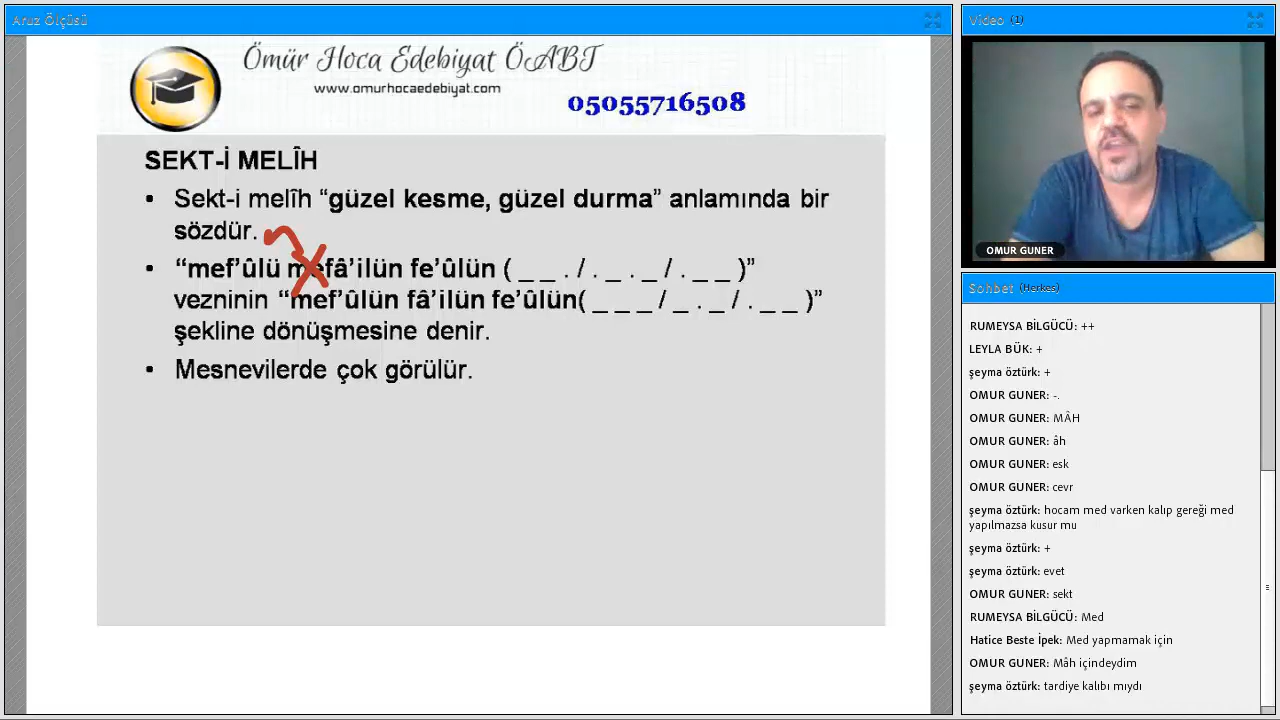 Aruz Ölçüsü
Ömür Hoca Edebiyat ÖABT
www.omurhocaedebiyat.com
05055716508
SEKT-İ MELÎH
• Sekt-i melîh “güzel kesme, güzel durma” anlamında bir
sözdür.
• “mef’ûlü mefâ’ilün fe’ûlün ( _ _ . / . _ . _ / . _ _ )”
vezninin “mef’ûlün fâ’ilün fe’ûlün( _ _ _ / _ . _ / . _ _ )”
şekline dönüşmesine denir.
• Mesnevilerde çok görülür.
Video (1)
OMUR GUNER
Sohbet (Herkes)
RUMEYSA BİLGÜCÜ: ++
LEYLA BÜK: +
şeyma öztürk: +
OMUR GUNER: -.
OMUR GUNER: MÂH
OMUR GUNER: âh
OMUR GUNER: esk
OMUR GUNER: cevr
şeyma öztürk: hocam med varken kalıp gereği med
yapılmazsa kusur mu
şeyma öztürk: +
şeyma öztürk: evet
OMUR GUNER: sekt
RUMEYSA BİLGÜCÜ: Med
Hatice Beste İpek: Med yapmamak için
OMUR GUNER: Mâh içindeydim
şeyma öztürk: tardiye kalıbı mıydı